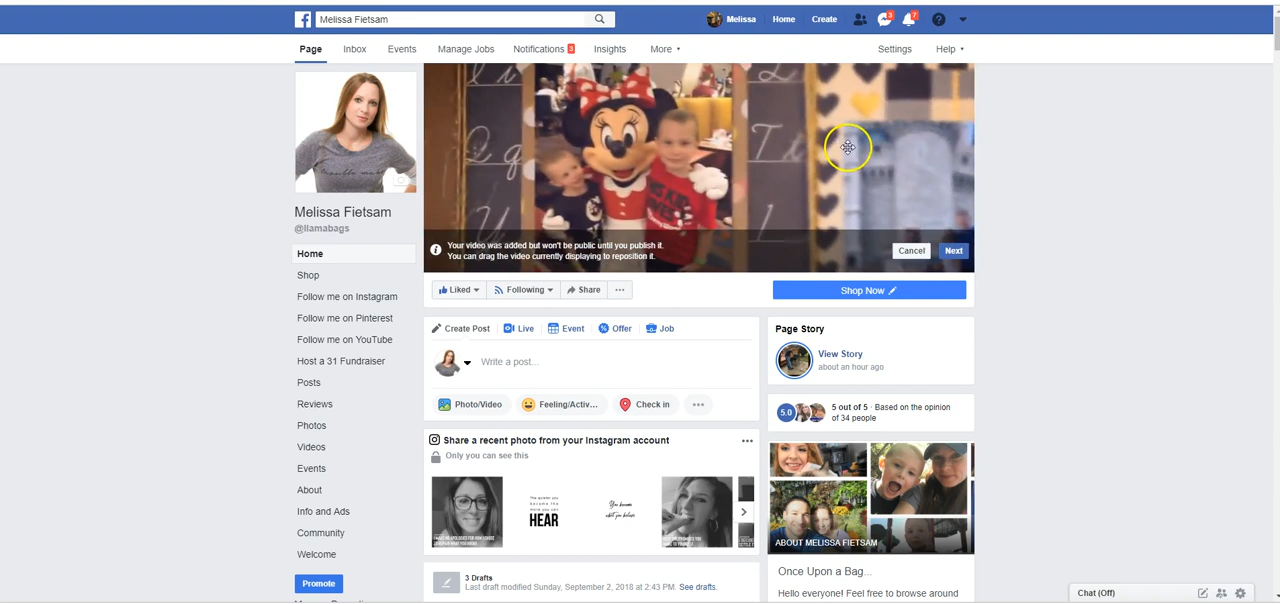 f Melissa Fietsam Melissa Home Create 3 7
Page Inbox Events Manage Jobs Notifications 3 Insights More Settings Help
Melissa Fietsam
@llamabags
Your video was added but won't be public until you publish it.
You can drag the video currently displaying to reposition it.
Cancel Next
Liked Following Share Shop Now
Home
Shop
Follow me on Instagram
Follow me on Pinterest
Follow me on YouTube
Host a 31 Fundraiser
Posts
Reviews
Photos
Videos
Events
About
Info and Ads
Community
Welcome
Promote
Create Post Live Event Offer Job
Write a post...
Photo/Video Feeling/Activ... Check in
Share a recent photo from your Instagram account
Only you can see this
HEAR
You become
what you believe
3 Drafts
Last draft modified Sunday, September 2, 2018 at 2:43 PM. See drafts.
Page Story
View Story
about an hour ago
5.0 5 out of 5 · Based on the opinion
of 34 people
ABOUT MELISSA FIETSAM
Once Upon a Bag...
Hello everyone! Feel free to browse around
Chat (Off)